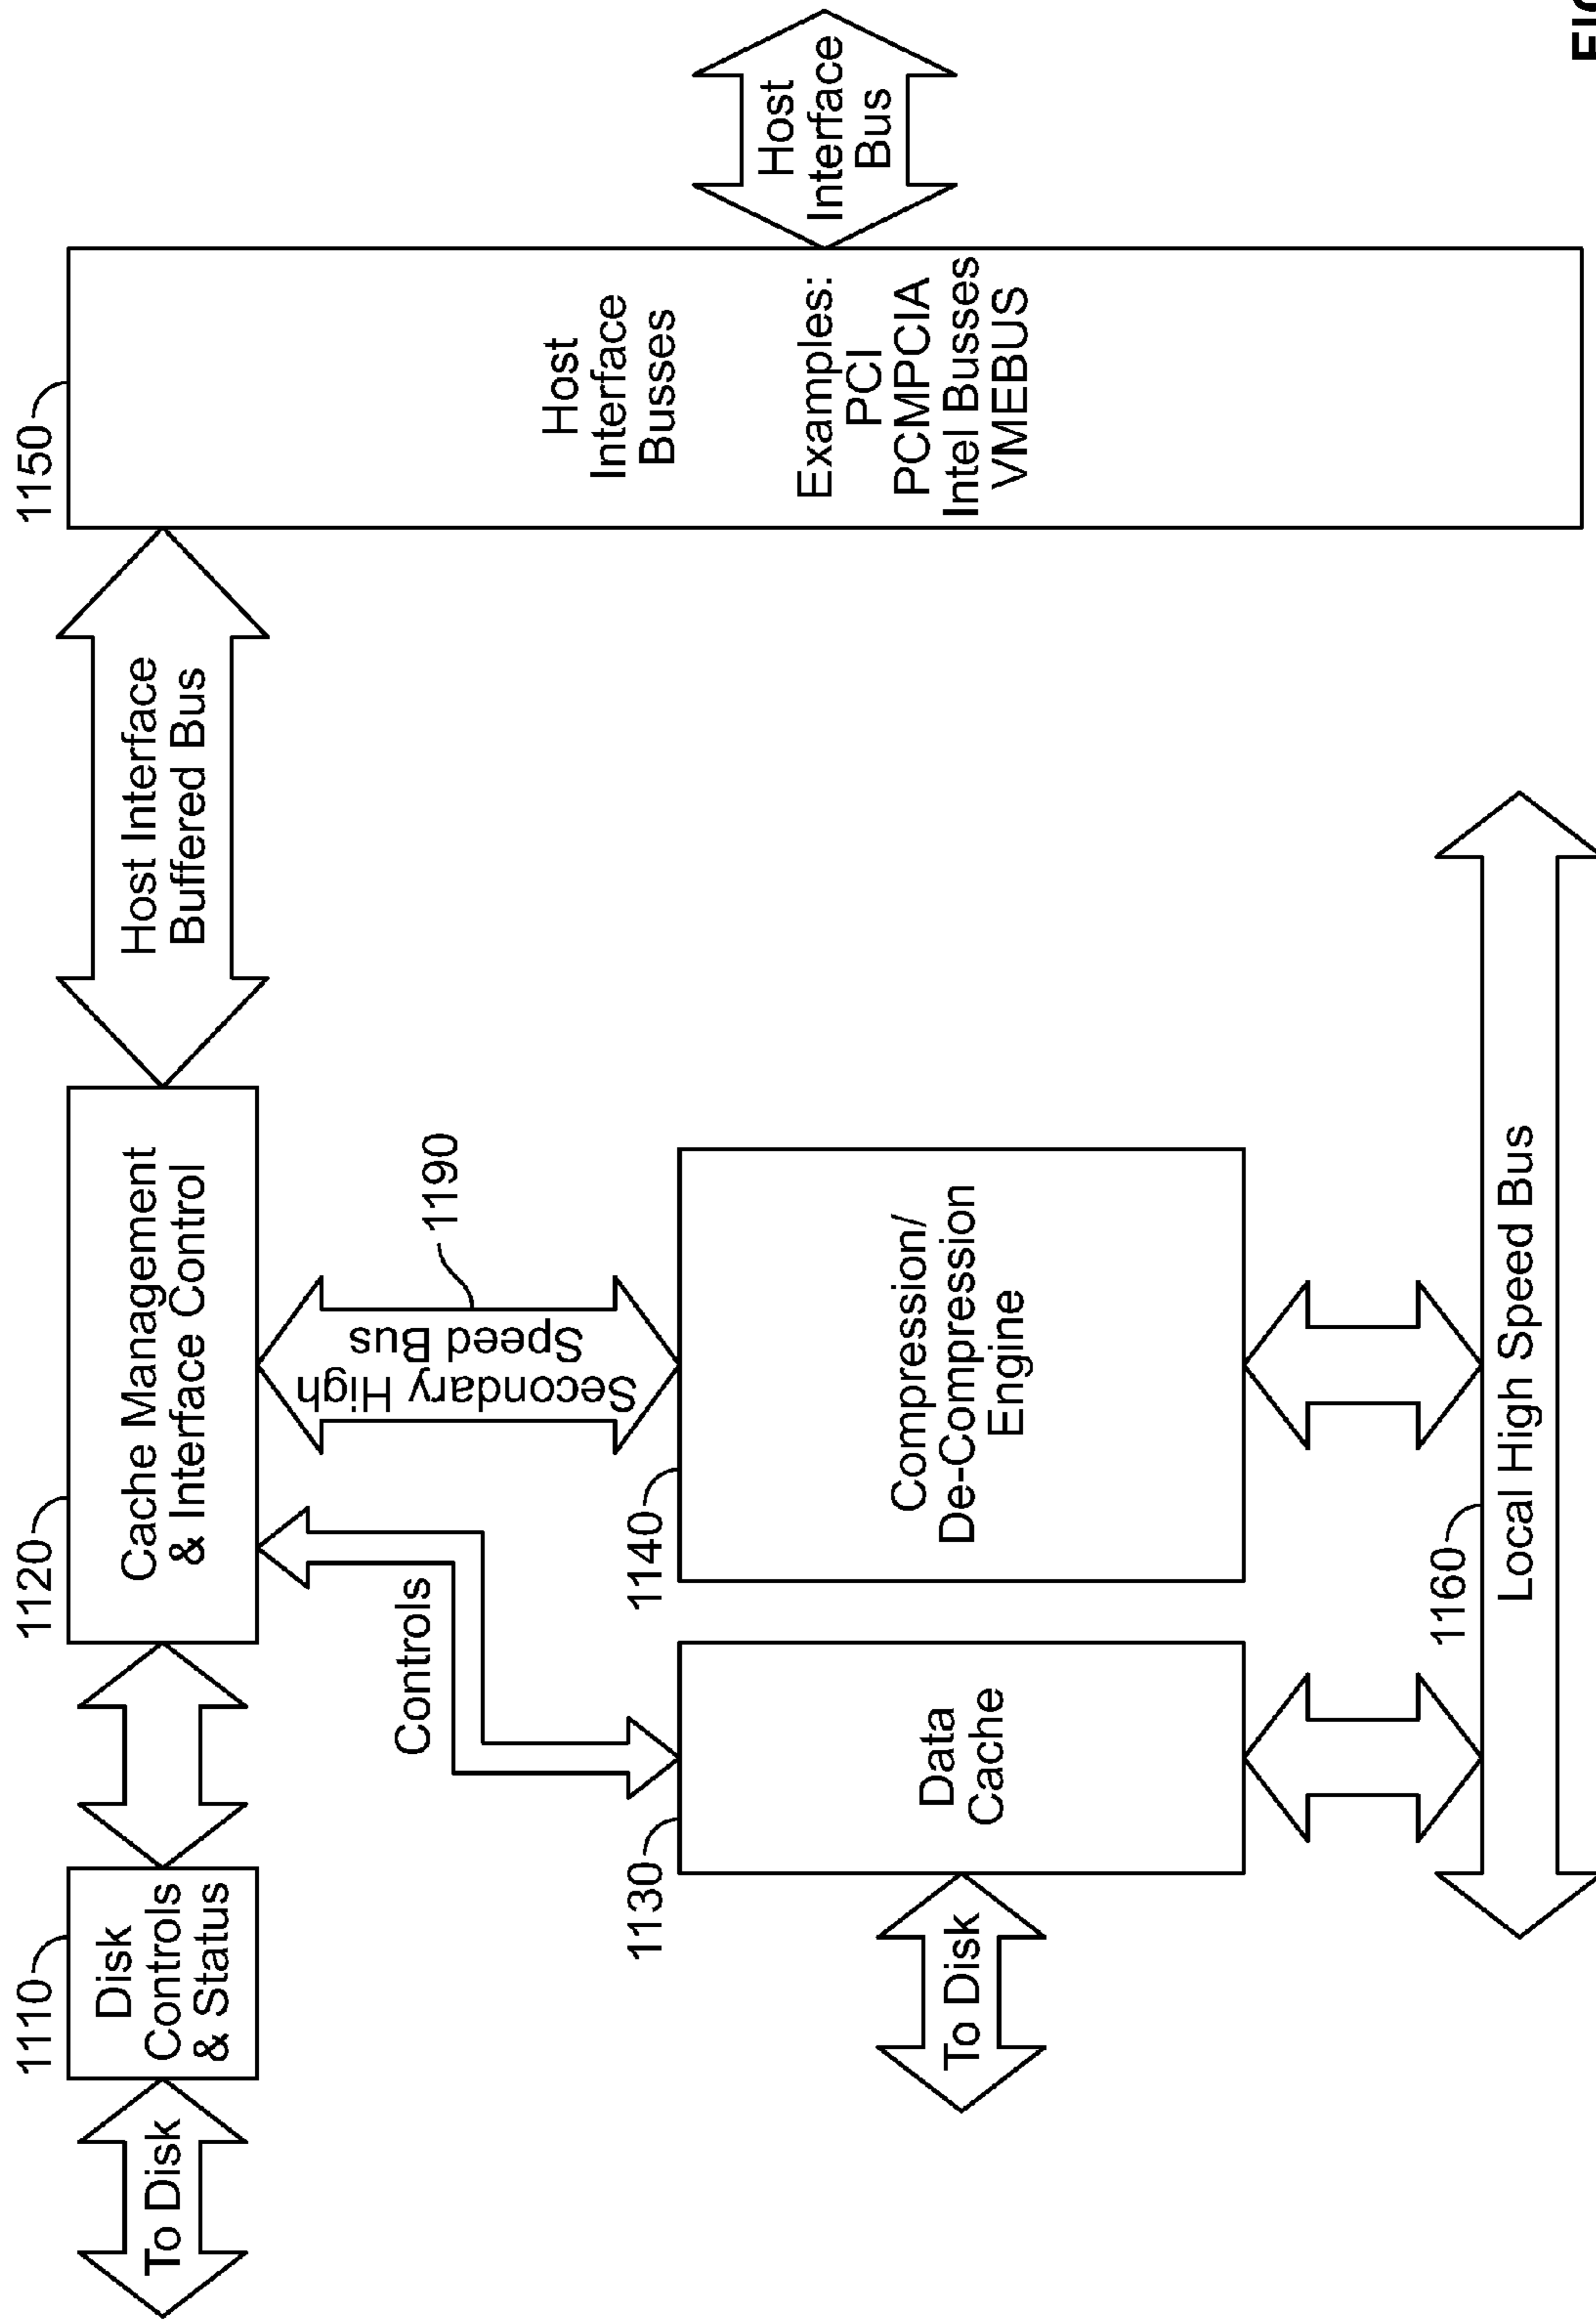 1110
1120
1150
To Disk
Disk
Controls
& Status
Cache Management
& Interface Control
Host Interface
Buffered Bus
Controls
Secondary High
Speed Bus
1190
Host
Interface
Busses
Examples:
PCI
PCMPCIA
Intel Busses
VMEBUS
Host
Interface
Bus
1130
1140
To Disk
Data
Cache
Compression/
De-Compression
Engine
1160
Local High Speed Bus